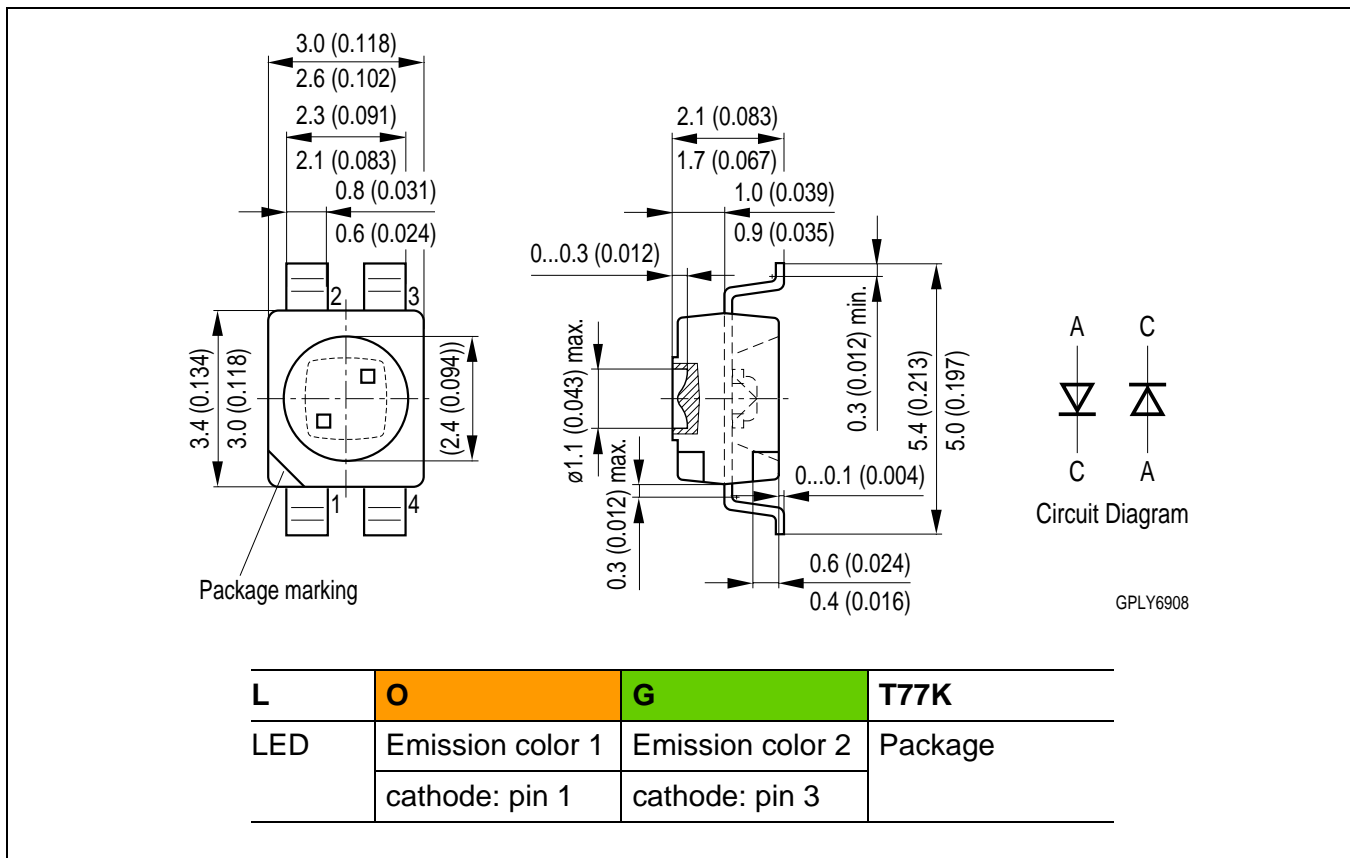 3.0 (0.118)
2.6 (0.102)
2.3 (0.091)
2.1 (0.083)
0.8 (0.031)
0.6 (0.024)
2
3
3.4 (0.134)
3.0 (0.118)
(2.4 (0.094))
1
4
Package marking
2.1 (0.083)
1.7 (0.067)
1.0 (0.039)
0.9 (0.035)
0...0.3 (0.012)
ø1.1 (0.043) max.
0.3 (0.012) max.
0.3 (0.012) min.
5.4 (0.213)
5.0 (0.197)
0...0.1 (0.004)
0.6 (0.024)
0.4 (0.016)
A C
C A
Circuit Diagram
GPLY6908
L O G T77K
LED Emission color 1 Emission color 2 Package
cathode: pin 1 cathode: pin 3